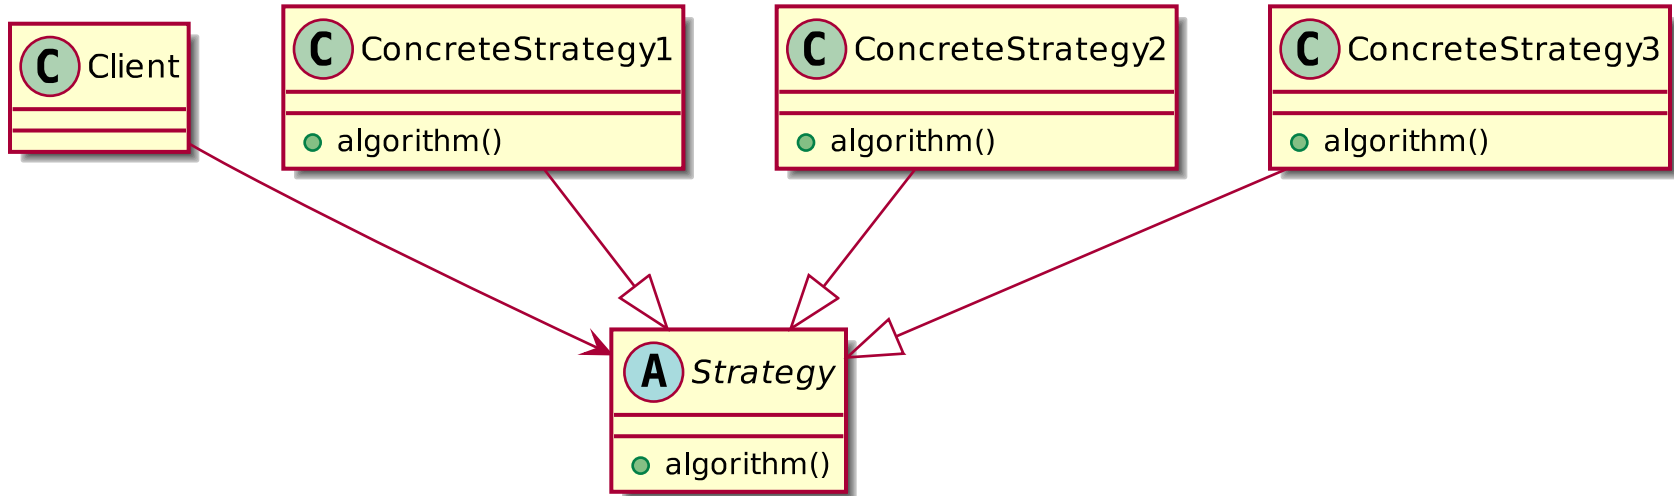 C Client
C ConcreteStrategy1
algorithm()
C ConcreteStrategy2
algorithm()
C ConcreteStrategy3
algorithm()
A Strategy
algorithm()